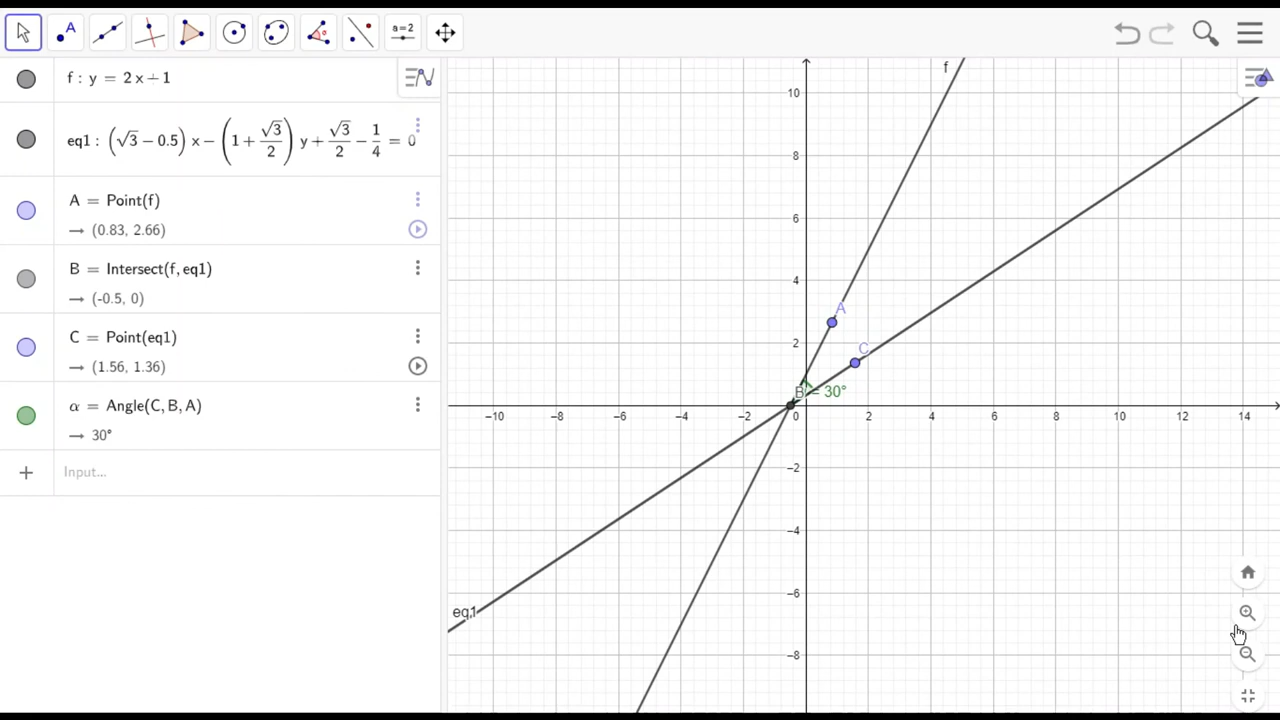 a=2
f : y = 2 x + 1
eq1 : (√3 − 0.5) x − (1 + √3/2) y + √3/2 − 1/4 = 0
A = Point(f)
→ (0.83, 2.66)
B = Intersect(f, eq1)
→ (-0.5, 0)
C = Point(eq1)
→ (1.56, 1.36)
α = Angle(C, B, A)
→ 30°
+ Input...
A
f
10
8
6
4
A
2
C
B = 30°
−10 −8 −6 −4 −2 0 2 4 6 8 10 12 14
−2
−4
−6
eq1
−8